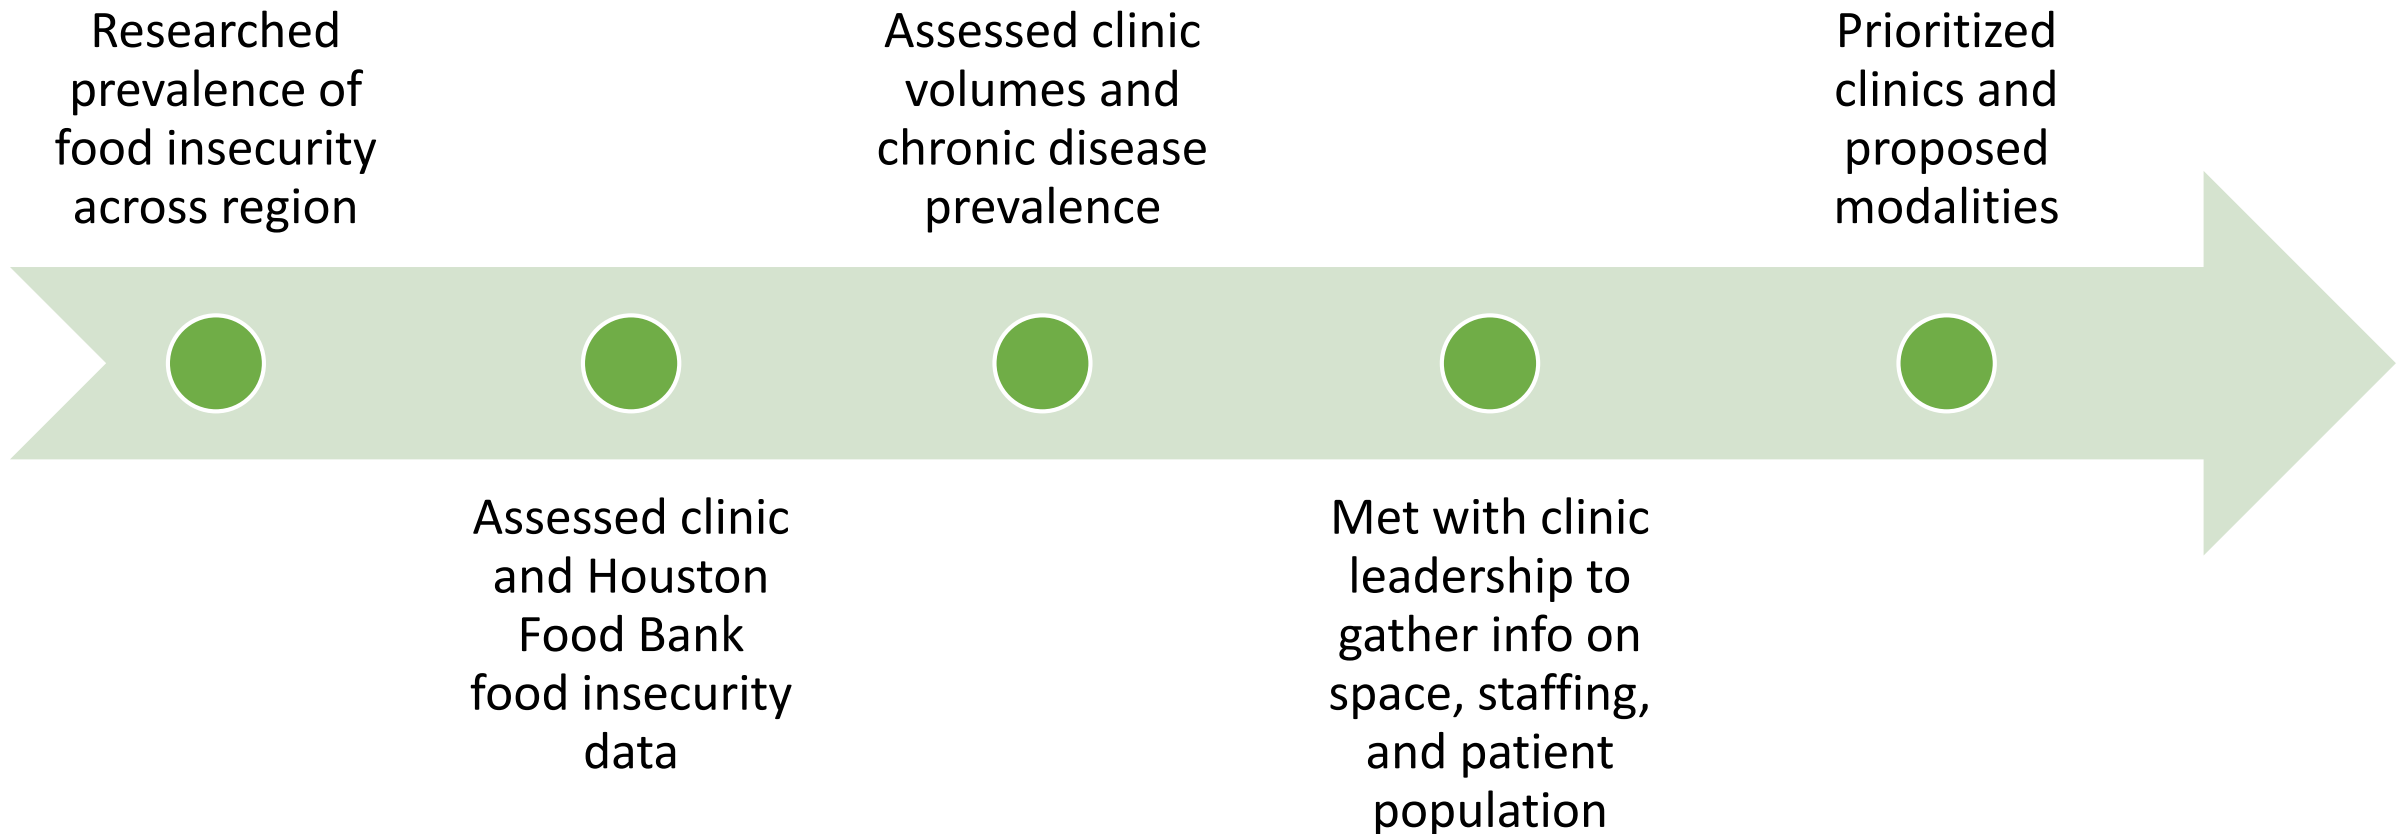 Researched
prevalence of
food insecurity
across region
Assessed clinic
and Houston
Food Bank
food insecurity
data
Assessed clinic
volumes and
chronic disease
prevalence
Met with clinic
leadership to
gather info on
space, staffing,
and patient
population
Prioritized
clinics and
proposed
modalities